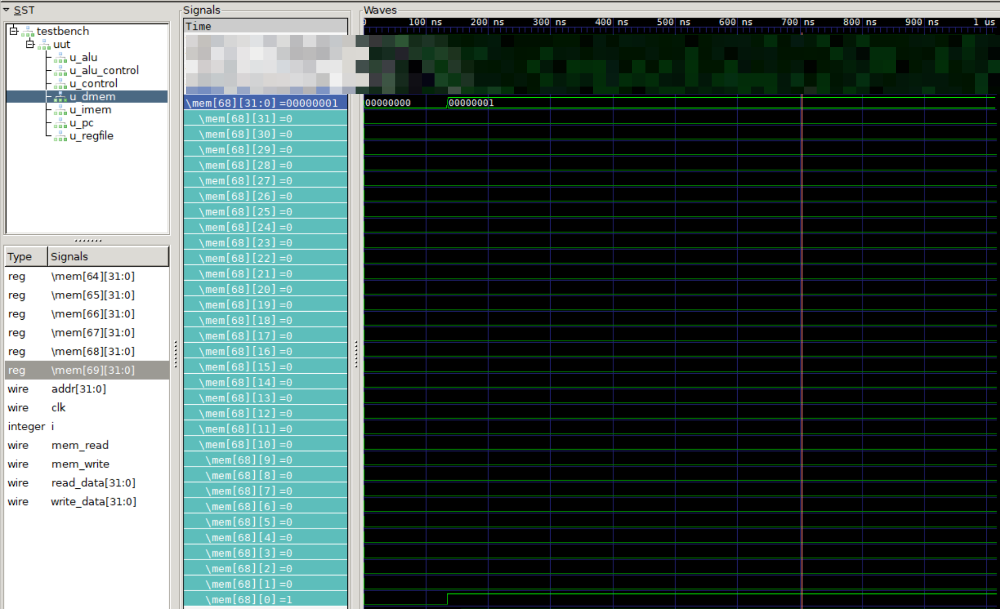 SST
testbench
uut
u_alu
u_alu_control
u_control
u_dmem
u_imem
u_pc
u_regfile
Type Signals
reg \mem[64][31:0]
reg \mem[65][31:0]
reg \mem[66][31:0]
reg \mem[67][31:0]
reg \mem[68][31:0]
reg \mem[69][31:0]
wire addr[31:0]
wire clk
integer i
wire mem_read
wire mem_write
wire read_data[31:0]
wire write_data[31:0]
Signals
Time
\mem[68][31:0]=00000001
\mem[68][31]=0
\mem[68][30]=0
\mem[68][29]=0
\mem[68][28]=0
\mem[68][27]=0
\mem[68][26]=0
\mem[68][25]=0
\mem[68][24]=0
\mem[68][23]=0
\mem[68][22]=0
\mem[68][21]=0
\mem[68][20]=0
\mem[68][19]=0
\mem[68][18]=0
\mem[68][17]=0
\mem[68][16]=0
\mem[68][15]=0
\mem[68][14]=0
\mem[68][13]=0
\mem[68][12]=0
\mem[68][11]=0
\mem[68][10]=0
\mem[68][9]=0
\mem[68][8]=0
\mem[68][7]=0
\mem[68][6]=0
\mem[68][5]=0
\mem[68][4]=0
\mem[68][3]=0
\mem[68][2]=0
\mem[68][1]=0
\mem[68][0]=1
Waves
0 100 ns 200 ns 300 ns 400 ns 500 ns 600 ns 700 ns 800 ns 900 ns 1 us
00000000 00000001